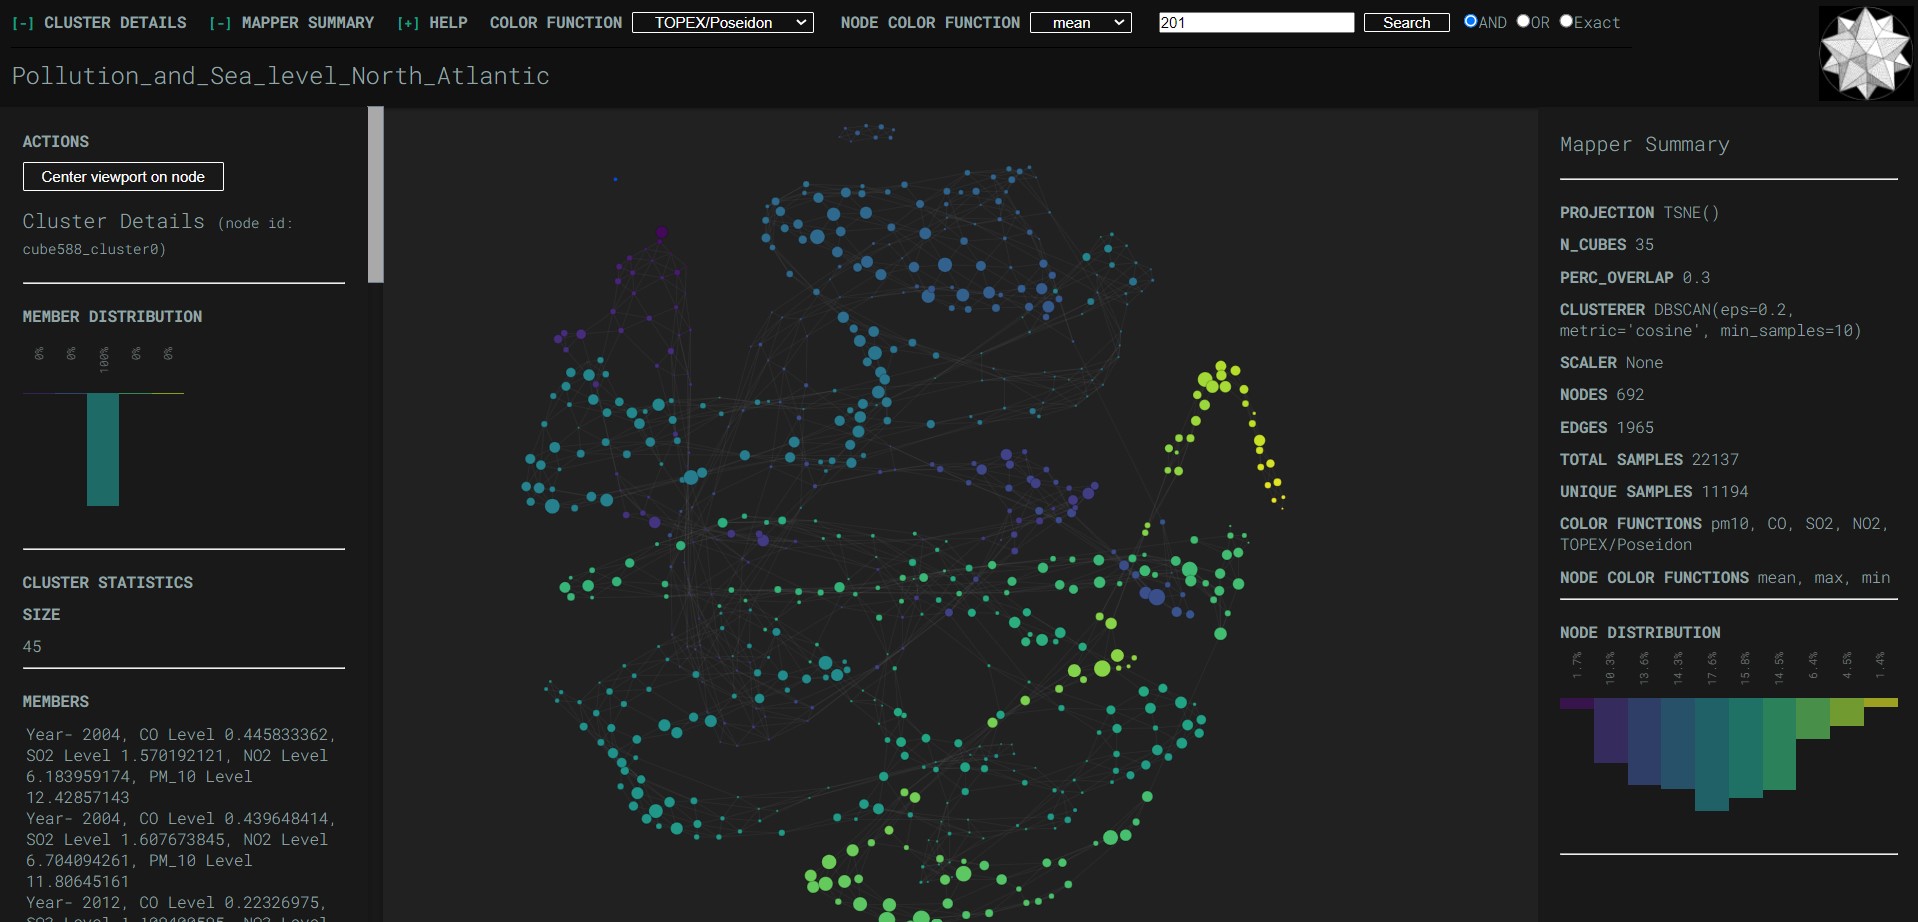 [-] CLUSTER DETAILS [-] MAPPER SUMMARY [+] HELP COLOR FUNCTION TOPEX/Poseidon NODE COLOR FUNCTION mean 201 Search AND OR Exact
Pollution_and_Sea_level_North_Atlantic
ACTIONS
Center viewport on node
Cluster Details (node id:
cube588_cluster0)
MEMBER DISTRIBUTION
0% 0% 100% 0% 0%
CLUSTER STATISTICS
SIZE
45
MEMBERS
Year- 2004, CO Level 0.445833362,
SO2 Level 1.570192121, NO2 Level
6.183959174, PM_10 Level
12.42857143
Year- 2004, CO Level 0.439648414,
SO2 Level 1.607673845, NO2 Level
6.704094261, PM_10 Level
11.80645161
Year- 2012, CO Level 0.22326975,
Mapper Summary
PROJECTION TSNE()
N_CUBES 35
PERC_OVERLAP 0.3
CLUSTERER DBSCAN(eps=0.2,
metric='cosine', min_samples=10)
SCALER None
NODES 692
EDGES 1965
TOTAL SAMPLES 22137
UNIQUE SAMPLES 11194
COLOR FUNCTIONS pm10, CO, SO2, NO2,
TOPEX/Poseidon
NODE COLOR FUNCTIONS mean, max, min
NODE DISTRIBUTION
1.7% 10.3% 13.6% 14.3% 17.6% 15.8% 14.5% 6.4% 4.5% 1.4%